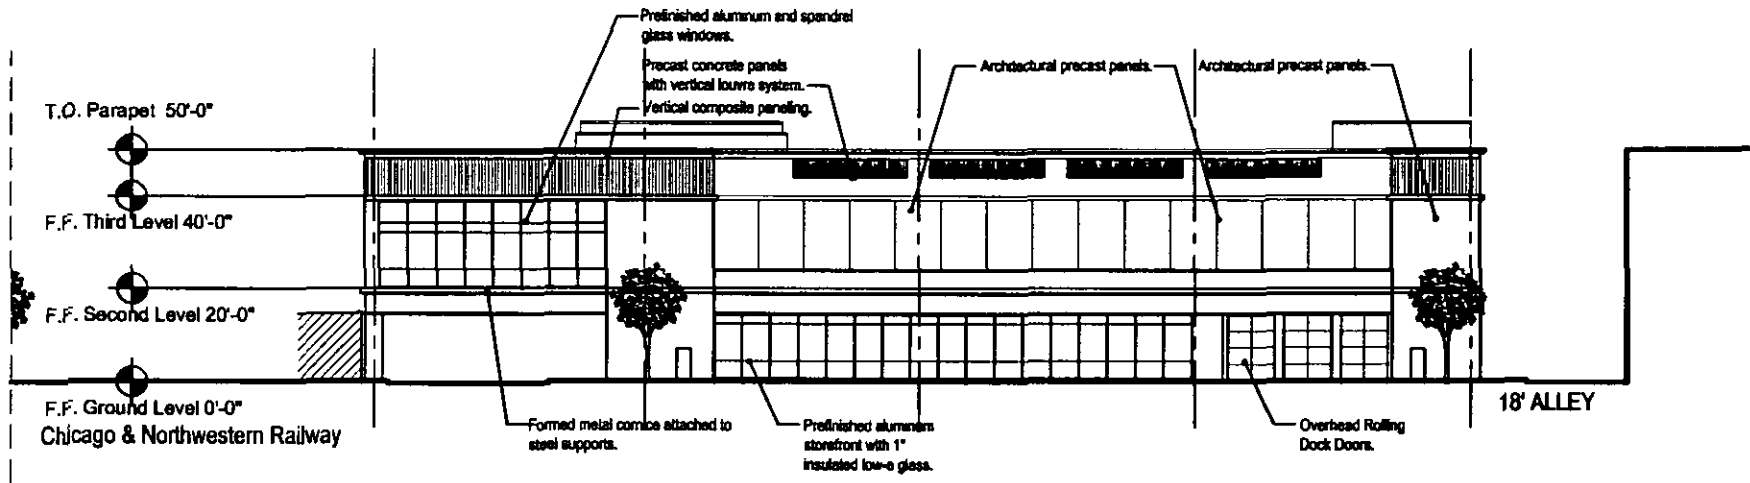 Prefinished aluminum and spandrel
glass windows.
Precast concrete panels
with vertical louvre system.
Vertical composite paneling.
Architectural precast panels.
Architectural precast panels.
T.O. Parapet 50'-0"
F.F. Third Level 40'-0"
F.F. Second Level 20'-0"
F.F. Ground Level 0'-0"
Chicago & Northwestern Railway
Formed metal cornice attached to
steel supports.
Prefinished aluminum
storefront with 1"
insulated low-e glass.
Overhead Rolling
Dock Doors.
18' ALLEY